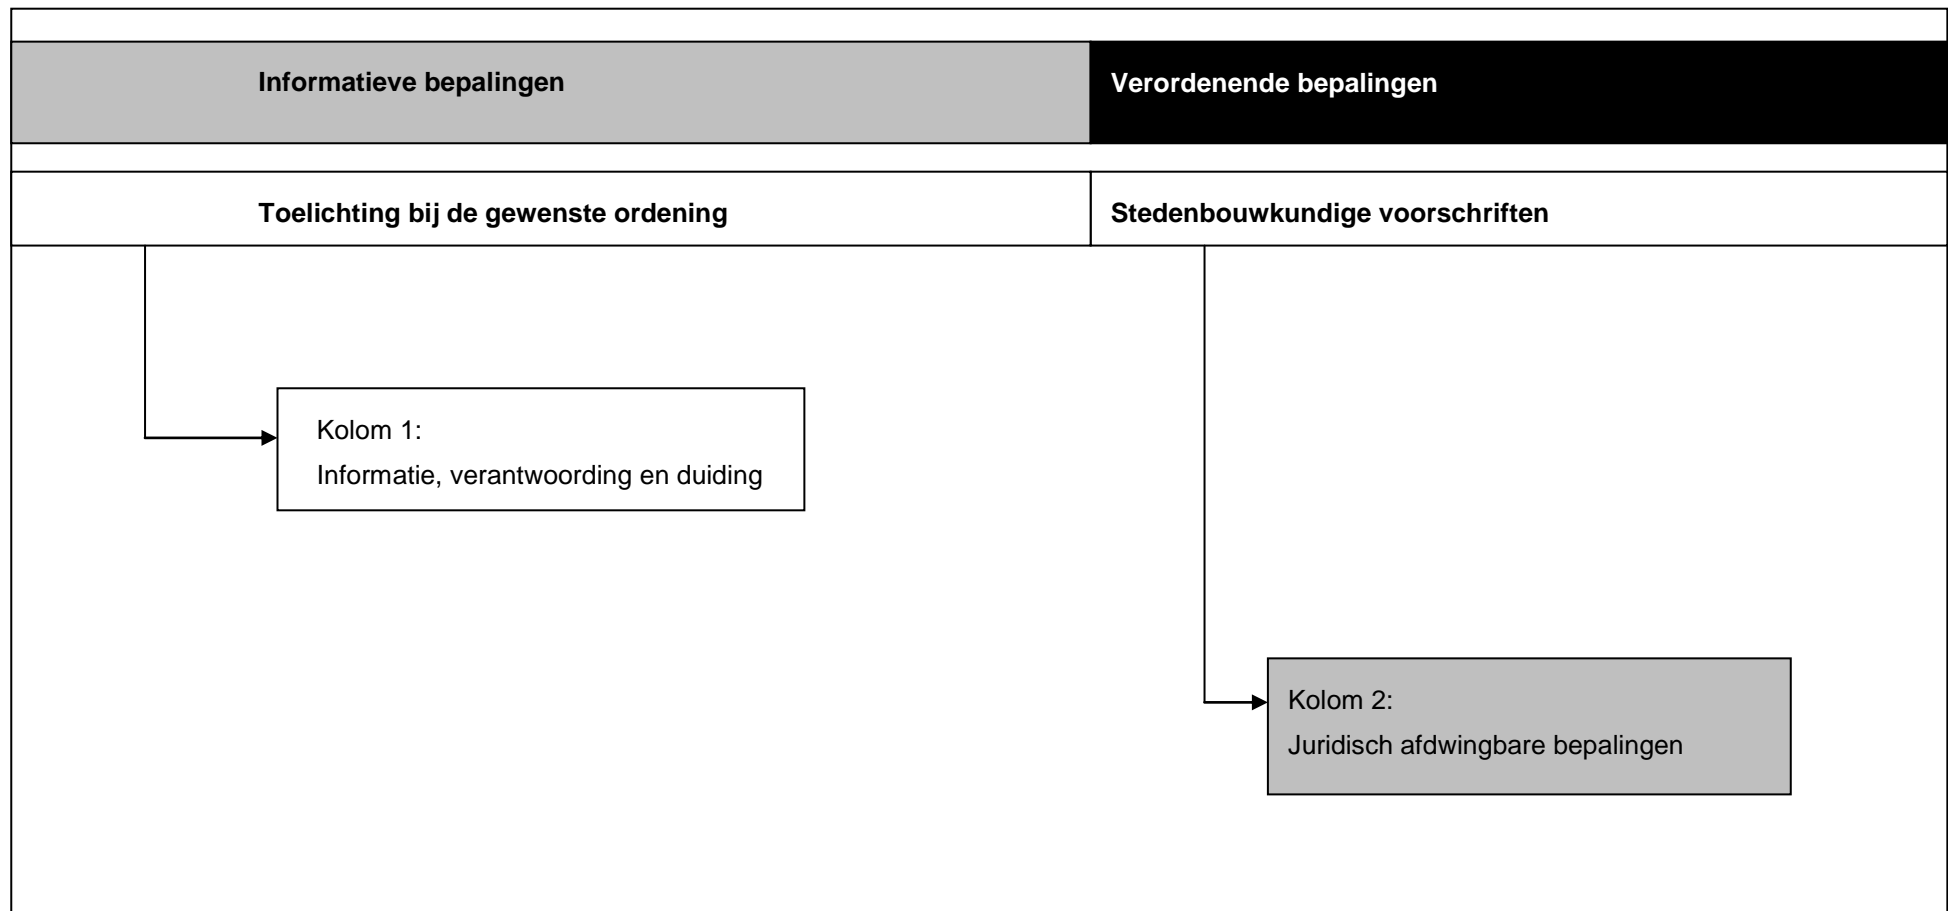 Informatieve bepalingen
Verordenende bepalingen
Toelichting bij de gewenste ordening
Stedenbouwkundige voorschriften
Kolom 1:
Informatie, verantwoording en duiding
Kolom 2:
Juridisch afdwingbare bepalingen